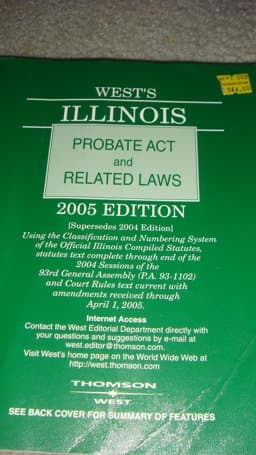 WEST'S
ILLINOIS
PROBATE ACT
and
RELATED LAWS
2005 EDITION
[Supersedes 2004 Edition]
Using the Classification and Numbering System
of the Official Illinois Compiled Statutes,
statutes text complete through end of the
2004 Sessions of the
93rd General Assembly (P.A. 93-1102)
and Court Rules text current with
amendments received through
April 1, 2005.
Internet Access
Contact the West Editorial Department directly with
your questions and suggestions by e-mail at
west.editor@thomson.com.
Visit West's home page on the World Wide Web at
http://west.thomson.com
THOMSON
WEST
SEE BACK COVER FOR SUMMARY OF FEATURES